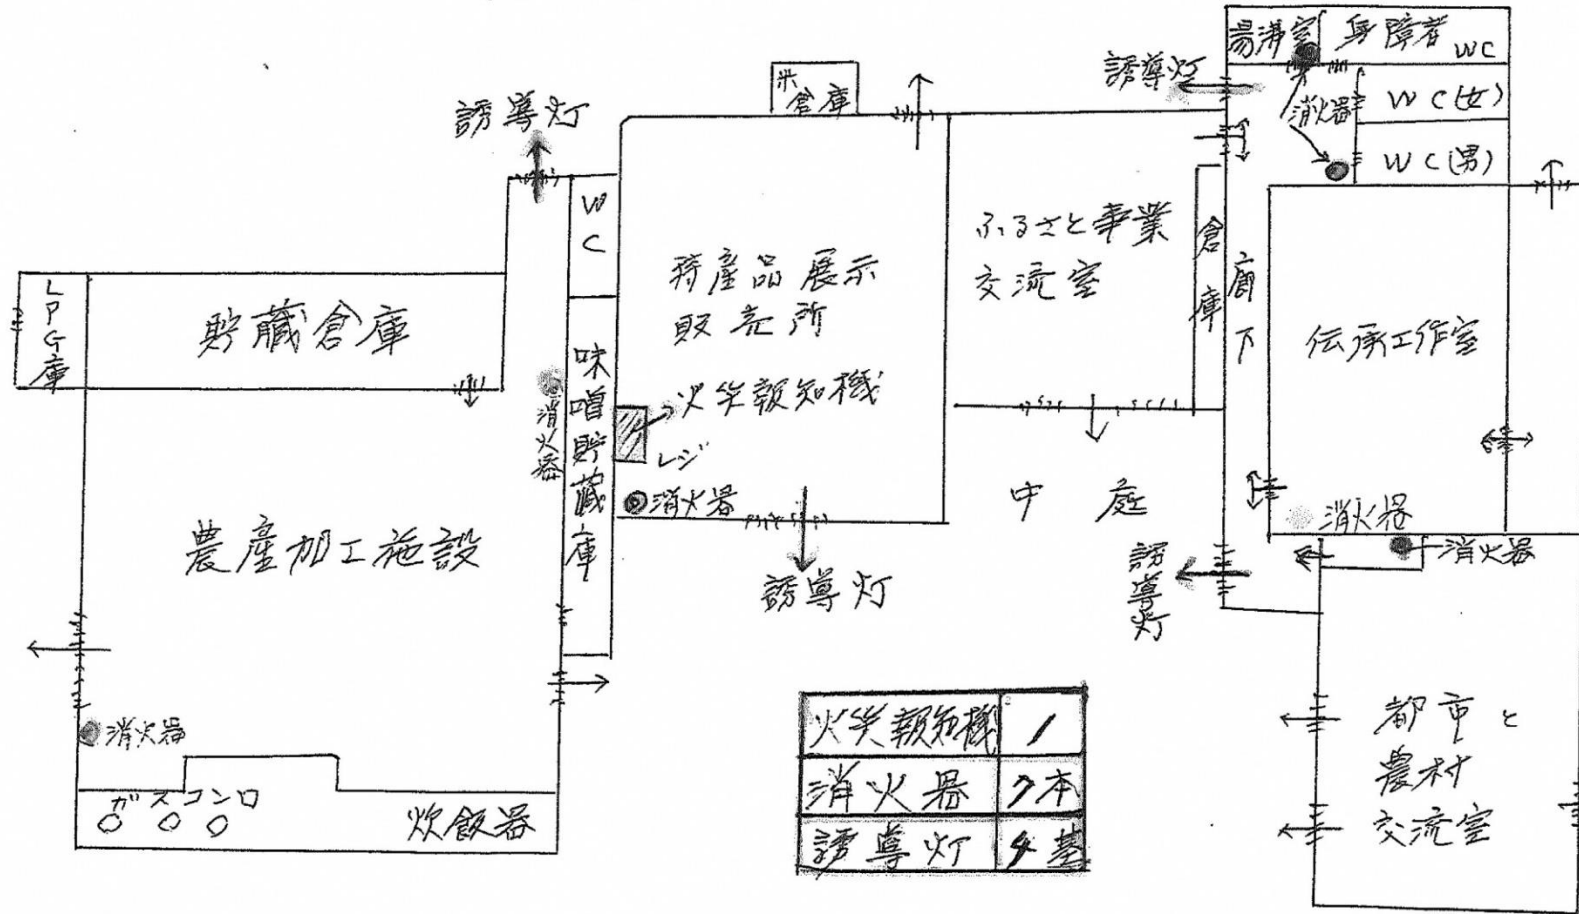 誘導灯
米倉庫
誘導灯
湯沸室
身障者WC
消火器
WC(女)
WC(男)
WC
LPG庫
貯蔵倉庫
消火器
味噌貯蔵庫
特産品展示
販売所
火災報知機
レジ
消火器
誘導灯
ふるさと事業
交流室
倉庫
廊下
伝承工作室
中庭
誘導灯
消火器
消火器
農産加工施設
消火器
ガスコンロ
炊飯器
都市と
農村
交流室
火災報知機 1
消火器 7本
誘導灯 4基